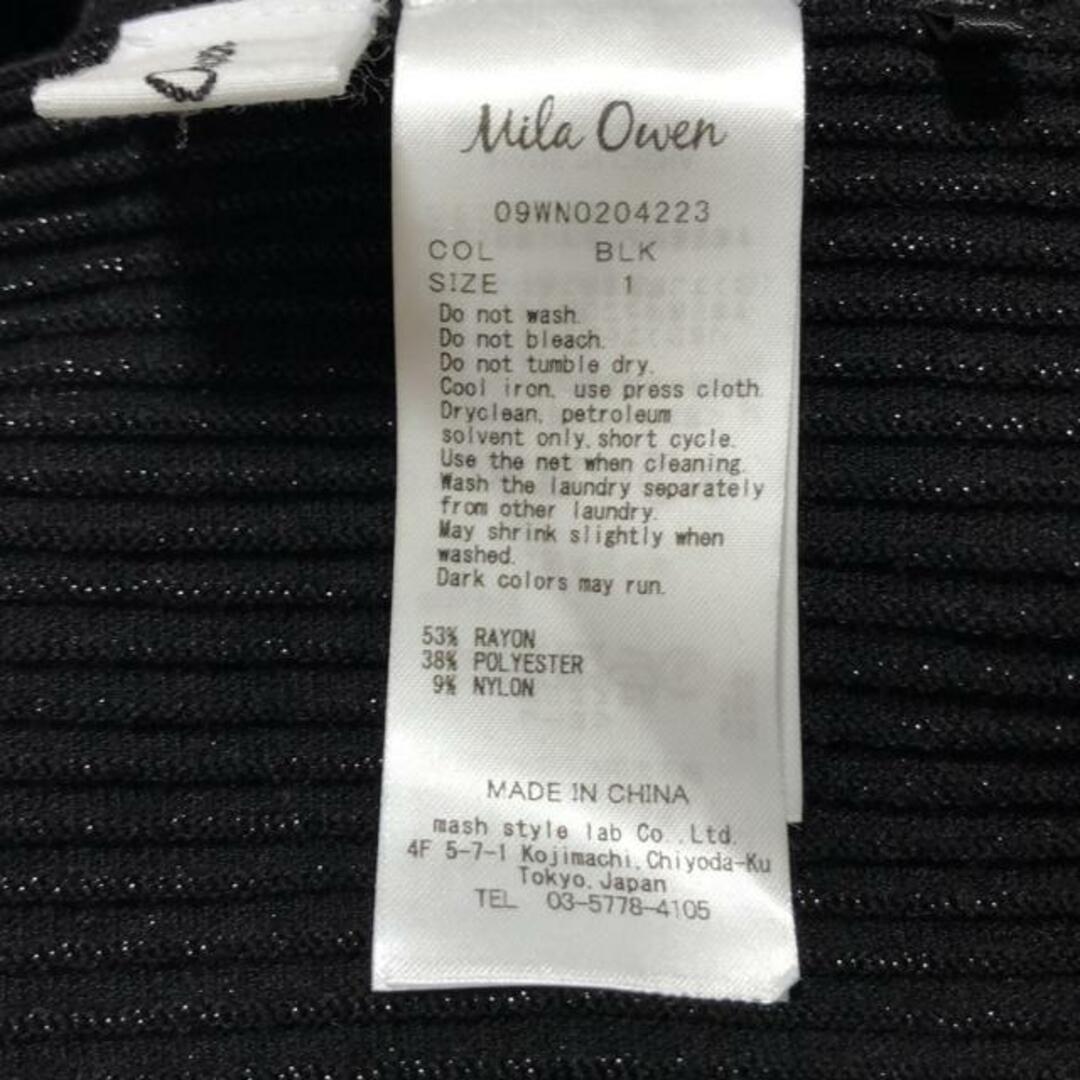 Mila Owen
09WN0204223
COL BLK
SIZE 1
Do not wash.
Do not bleach.
Do not tumble dry.
Cool iron, use press cloth.
Dryclean, petroleum
solvent only,short cycle.
Use the net when cleaning.
Wash the laundry separately
from other laundry.
May shrink slightly when
washed.
Dark colors may run.
53% RAYON
38% POLYESTER
9% NYLON
MADE IN CHINA
mash style lab Co.,Ltd.
4F 5-7-1 Kojimachi,Chiyoda-Ku
Tokyo,Japan
TEL 03-5778-4105